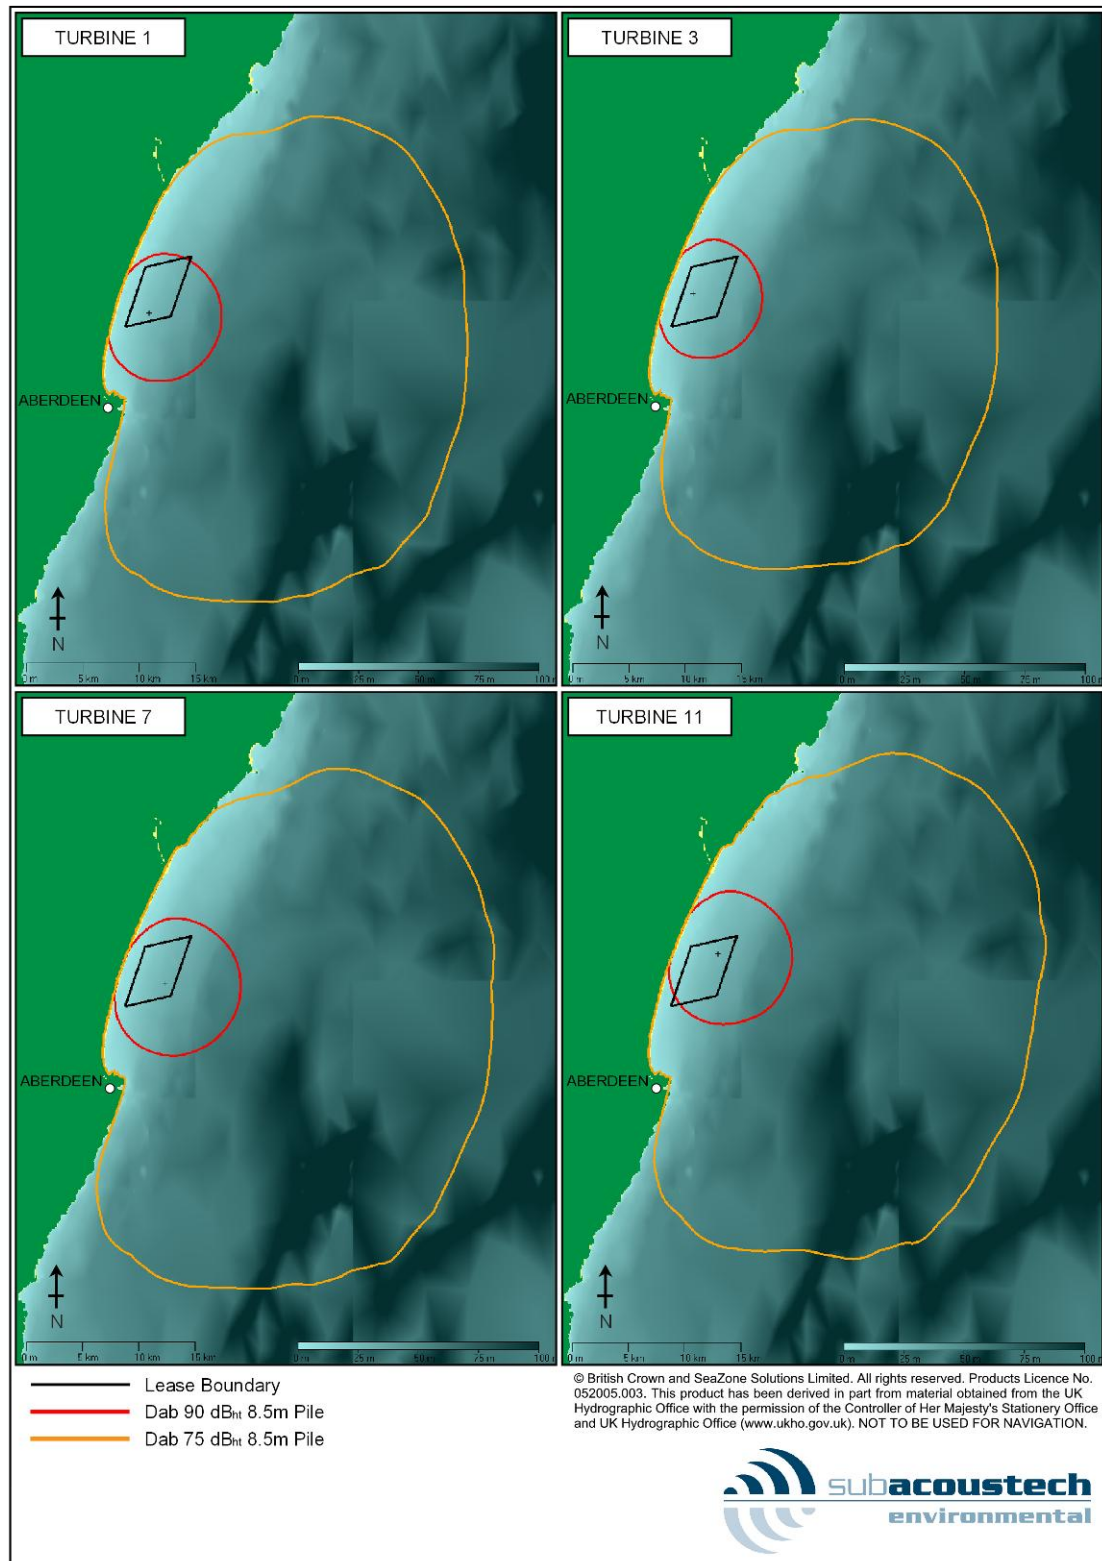 TURBINE 1
ABERDEEN
N
0 m 5 km 10 km 15 km
0 m 25 m 50 m 75 m 100 m
TURBINE 3
ABERDEEN
N
0 m 5 km 10 km 15 km
0 m 25 m 50 m 75 m 100 m
TURBINE 7
ABERDEEN
N
0 m 5 km 10 km 15 km
0 m 25 m 50 m 75 m 100 m
TURBINE 11
ABERDEEN
N
0 m 5 km 10 km 15 km
0 m 25 m 50 m 75 m 100 m
Lease Boundary
Dab 90 dBht 8.5m Pile
Dab 75 dBht 8.5m Pile
© British Crown and SeaZone Solutions Limited. All rights reserved. Products Licence No.
052005.003. This product has been derived in part from material obtained from the UK
Hydrographic Office with the permission of the Controller of Her Majesty's Stationery Office
and UK Hydrographic Office (www.ukho.gov.uk). NOT TO BE USED FOR NAVIGATION.
subacoustech
environmental